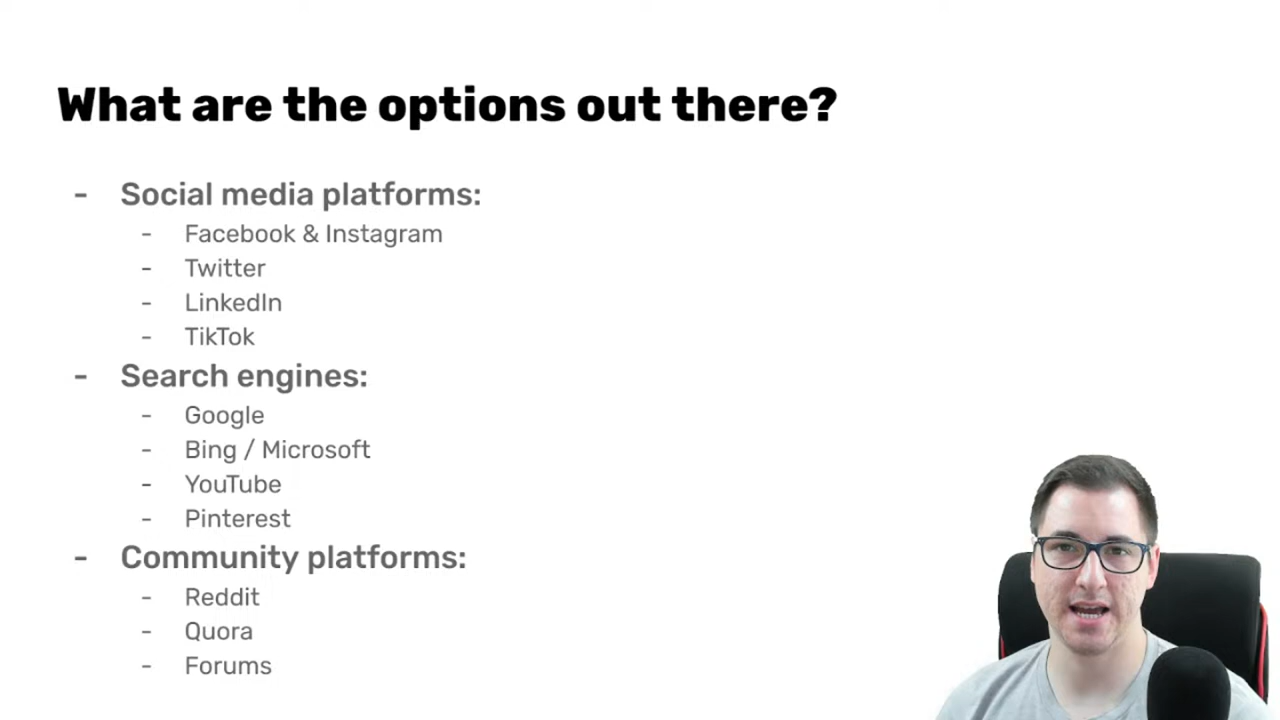 What are the options out there?
- Social media platforms:
- Facebook & Instagram
- Twitter
- LinkedIn
- TikTok
- Search engines:
- Google
- Bing / Microsoft
- YouTube
- Pinterest
- Community platforms:
- Reddit
- Quora
- Forums